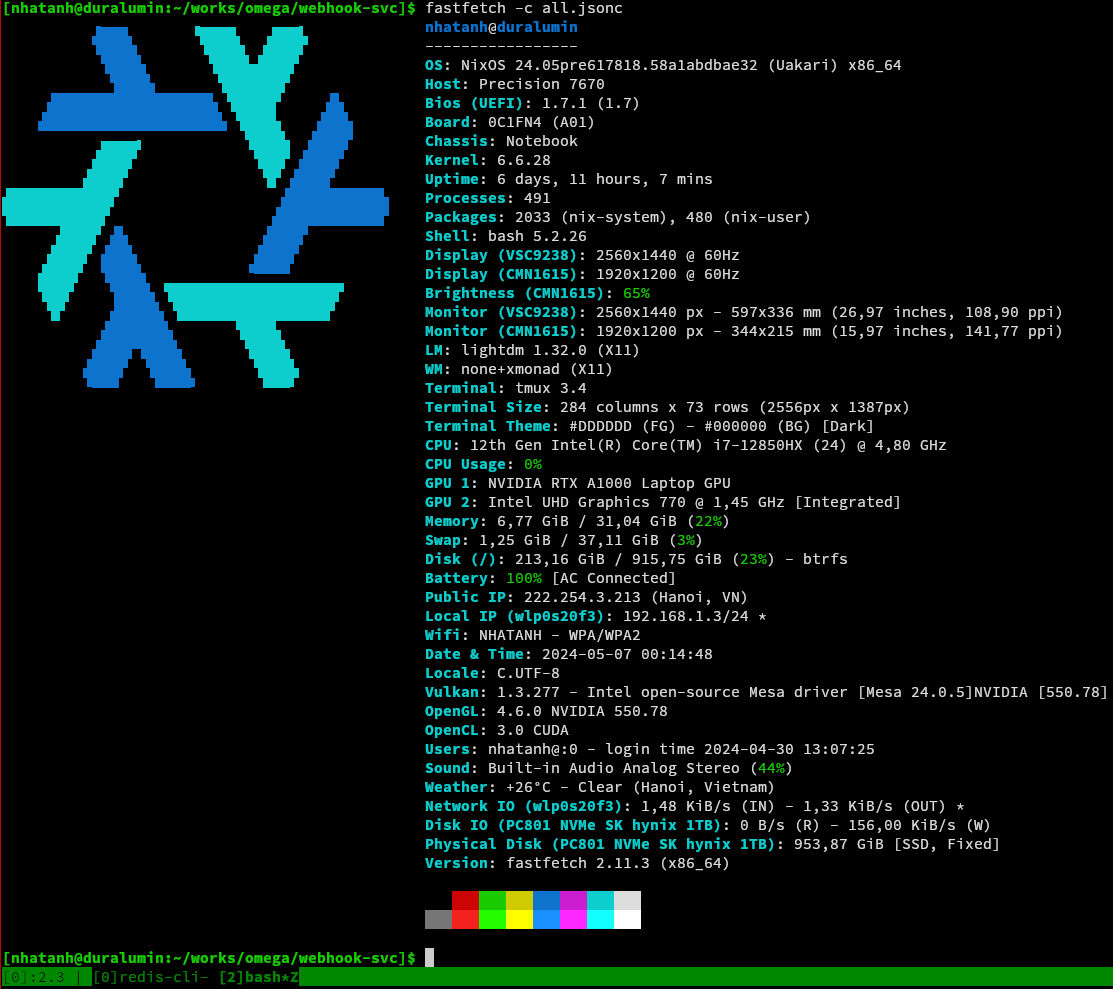 [nhatanh@duralumin:~/works/omega/webhook-svc]$ fastfetch -c all.jsonc
nhatanh@duralumin
-----------------
OS: NixOS 24.05pre617818.58a1abdbae32 (Uakari) x86_64
Host: Precision 7670
Bios (UEFI): 1.7.1 (1.7)
Board: 0C1FN4 (A01)
Chassis: Notebook
Kernel: 6.6.28
Uptime: 6 days, 11 hours, 7 mins
Processes: 491
Packages: 2033 (nix-system), 480 (nix-user)
Shell: bash 5.2.26
Display (VSC9238): 2560x1440 @ 60Hz
Display (CMN1615): 1920x1200 @ 60Hz
Brightness (CMN1615): 65%
Monitor (VSC9238): 2560x1440 px - 597x336 mm (26,97 inches, 108,90 ppi)
Monitor (CMN1615): 1920x1200 px - 344x215 mm (15,97 inches, 141,77 ppi)
LM: lightdm 1.32.0 (X11)
WM: none+xmonad (X11)
Terminal: tmux 3.4
Terminal Size: 284 columns x 73 rows (2556px x 1387px)
Terminal Theme: #DDDDDD (FG) - #000000 (BG) [Dark]
CPU: 12th Gen Intel(R) Core(TM) i7-12850HX (24) @ 4,80 GHz
CPU Usage: 0%
GPU 1: NVIDIA RTX A1000 Laptop GPU
GPU 2: Intel UHD Graphics 770 @ 1,45 GHz [Integrated]
Memory: 6,77 GiB / 31,04 GiB (22%)
Swap: 1,25 GiB / 37,11 GiB (3%)
Disk (/): 213,16 GiB / 915,75 GiB (23%) - btrfs
Battery: 100% [AC Connected]
Public IP: 222.254.3.213 (Hanoi, VN)
Local IP (wlp0s20f3): 192.168.1.3/24 *
Wifi: NHATANH - WPA/WPA2
Date & Time: 2024-05-07 00:14:48
Locale: C.UTF-8
Vulkan: 1.3.277 - Intel open-source Mesa driver [Mesa 24.0.5]NVIDIA [550.78]
OpenGL: 4.6.0 NVIDIA 550.78
OpenCL: 3.0 CUDA
Users: nhatanh@:0 - login time 2024-04-30 13:07:25
Sound: Built-in Audio Analog Stereo (44%)
Weather: +26°C - Clear (Hanoi, Vietnam)
Network IO (wlp0s20f3): 1,48 KiB/s (IN) - 1,33 KiB/s (OUT) *
Disk IO (PC801 NVMe SK hynix 1TB): 0 B/s (R) - 156,00 KiB/s (W)
Physical Disk (PC801 NVMe SK hynix 1TB): 953,87 GiB [SSD, Fixed]
Version: fastfetch 2.11.3 (x86_64)
[nhatanh@duralumin:~/works/omega/webhook-svc]$
[0]:2.3 | [0]redis-cli- [2]bash*Z